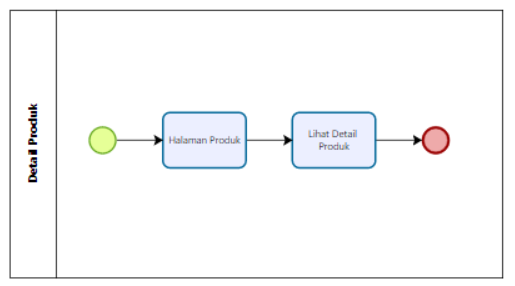 Detail Produk
Halaman Produk
Lihat Detail
Produk